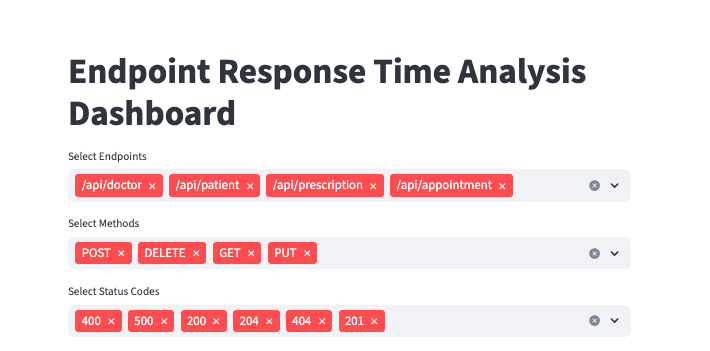 Endpoint Response Time Analysis
Dashboard
Select Endpoints
/api/doctor × /api/patient × /api/prescription × /api/appointment ×
Select Methods
POST × DELETE × GET × PUT ×
Select Status Codes
400 × 500 × 200 × 204 × 404 × 201 ×